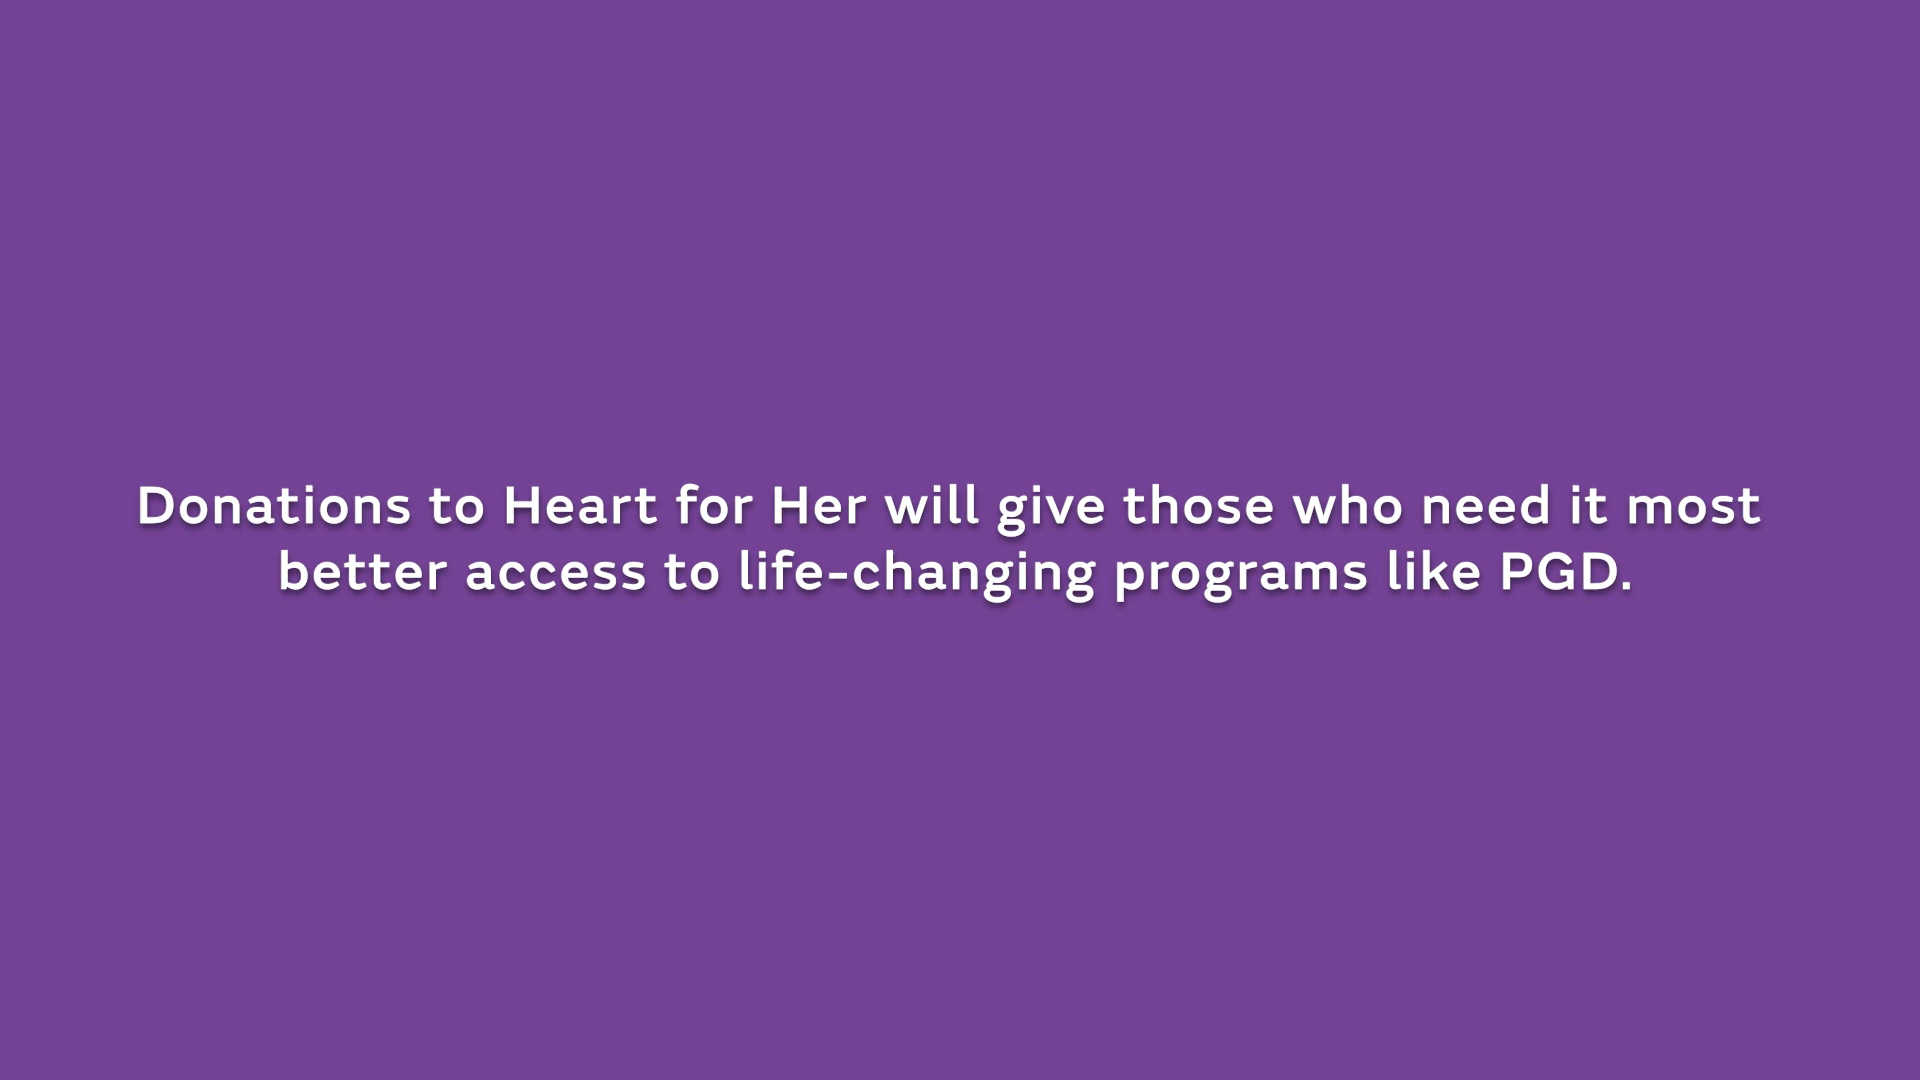 Donations to Heart for Her will give those who need it most
better access to life-changing programs like PGD.